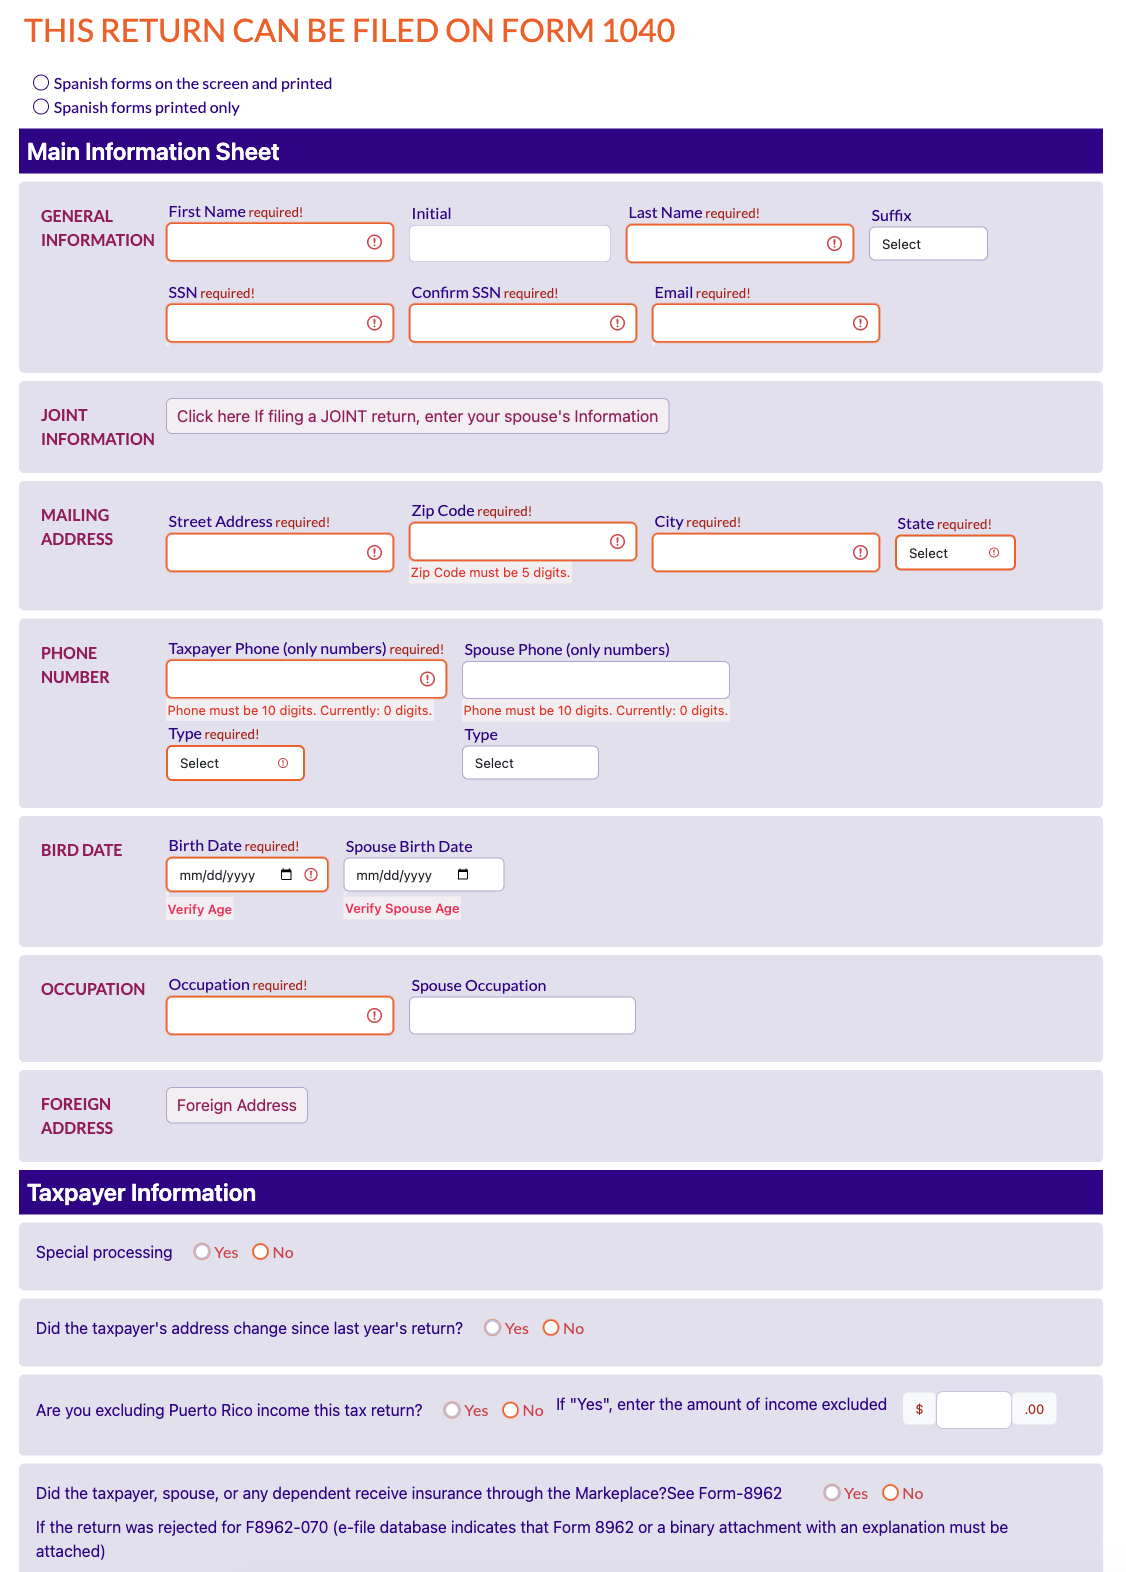 THIS RETURN CAN BE FILED ON FORM 1040
Spanish forms on the screen and printed
Spanish forms printed only
Main Information Sheet
GENERAL INFORMATION
First Name required!
Initial
Last Name required!
Suffix
Select
SSN required!
Confirm SSN required!
Email required!
JOINT INFORMATION
Click here If filing a JOINT return, enter your spouse's Information
MAILING ADDRESS
Street Address required!
Zip Code required!
Zip Code must be 5 digits.
City required!
State required!
Select
PHONE NUMBER
Taxpayer Phone (only numbers) required!
Phone must be 10 digits. Currently: 0 digits.
Type required!
Select
Spouse Phone (only numbers)
Phone must be 10 digits. Currently: 0 digits.
Type
Select
BIRD DATE
Birth Date required!
mm/dd/yyyy
Verify Age
Spouse Birth Date
mm/dd/yyyy
Verify Spouse Age
OCCUPATION
Occupation required!
Spouse Occupation
FOREIGN ADDRESS
Foreign Address
Taxpayer Information
Special processing Yes No
Did the taxpayer's address change since last year's return? Yes No
Are you excluding Puerto Rico income this tax return? Yes No If "Yes", enter the amount of income excluded $ .00
Did the taxpayer, spouse, or any dependent receive insurance through the Markeplace?See Form-8962 Yes No
If the return was rejected for F8962-070 (e-file database indicates that Form 8962 or a binary attachment with an explanation must be
attached)